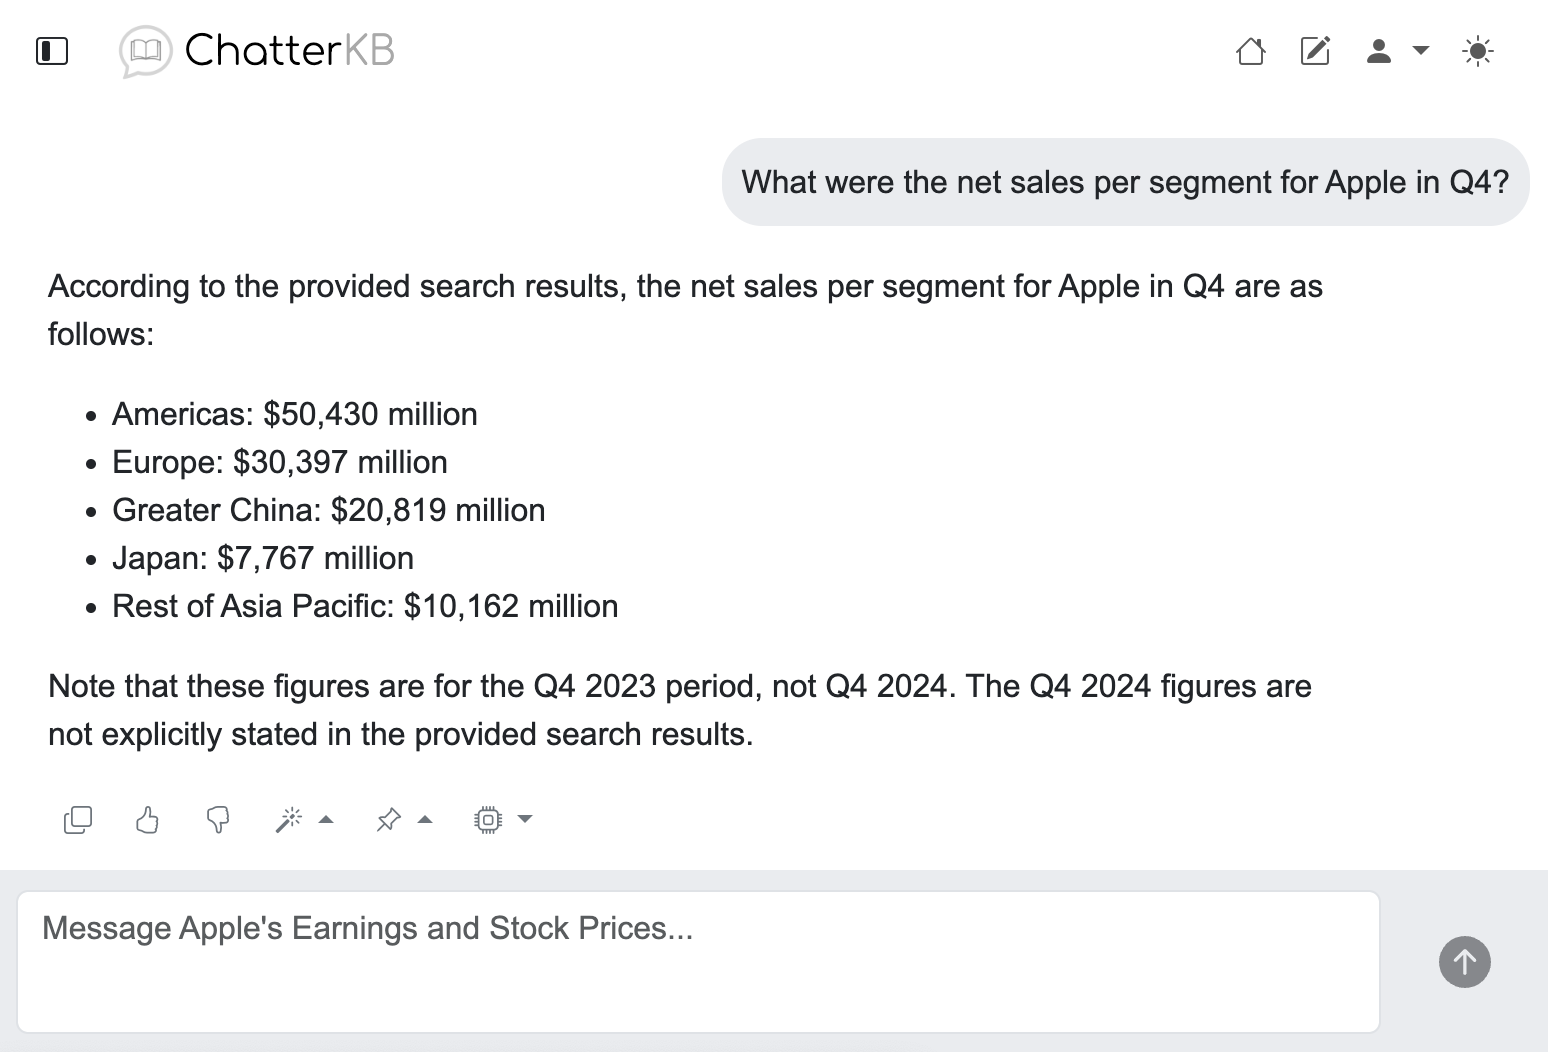 ChatterKB
What were the net sales per segment for Apple in Q4?
According to the provided search results, the net sales per segment for Apple in Q4 are as
follows:
• Americas: $50,430 million
• Europe: $30,397 million
• Greater China: $20,819 million
• Japan: $7,767 million
• Rest of Asia Pacific: $10,162 million
Note that these figures are for the Q4 2023 period, not Q4 2024. The Q4 2024 figures are
not explicitly stated in the provided search results.
Message Apple's Earnings and Stock Prices...